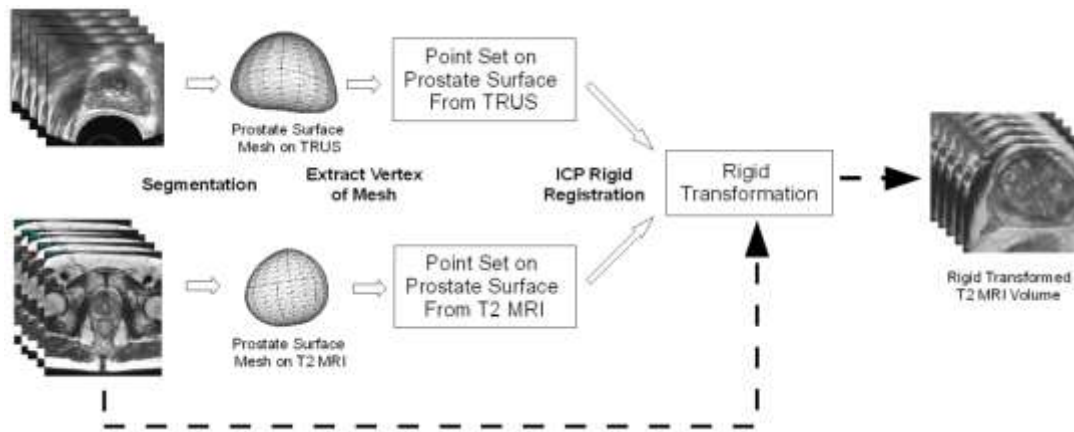 Point Set on
Prostate Surface
From TRUS
Prostate Surface
Mesh on TRUS
Segmentation
Extract Vertex
of Mesh
ICP Rigid
Registration
Rigid
Transformation
Point Set on
Prostate Surface
From T2 MRI
Prostate Surface
Mesh on T2 MRI
Rigid Transformed
T2 MRI Volume